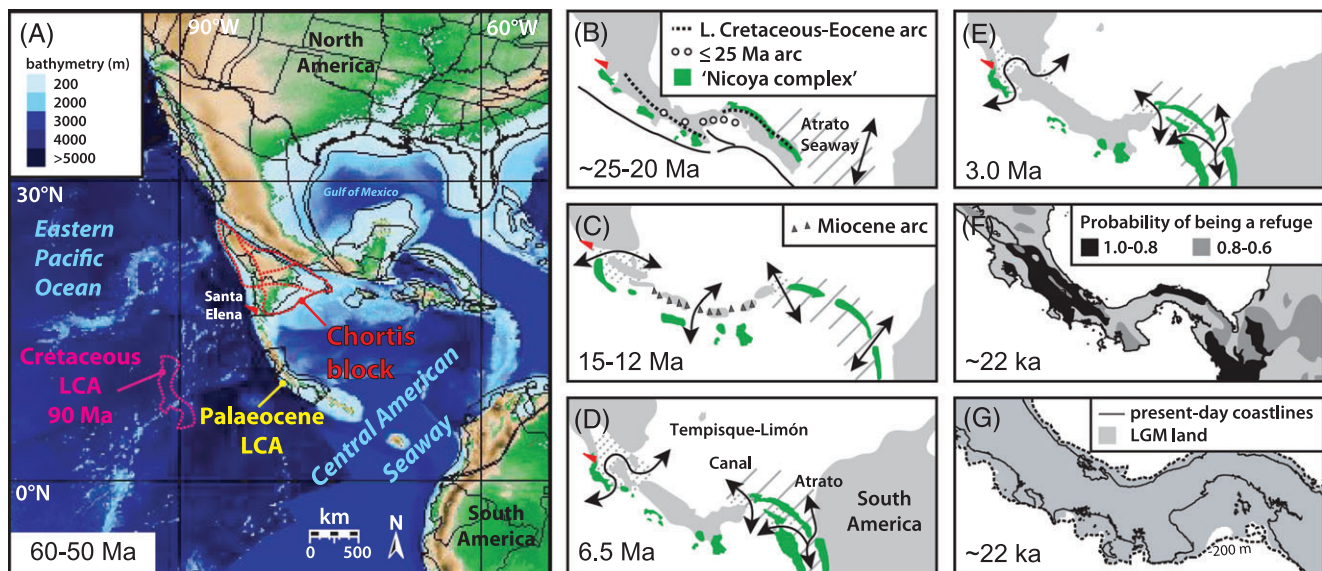 (A)
90°W
60°W
bathymetry (m)
200
2000
3000
4000
>5000
North
America
30°N
Gulf of Mexico
Eastern
Pacific
Ocean
Santa
Elena
Chortis
block
Cretaceous
LCA
90 Ma
Palaeocene
LCA
Central American
Seaway
0°N
km
0 500
N
South
America
60-50 Ma
(B)
L. Cretaceous-Eocene arc
≤ 25 Ma arc
'Nicoya complex'
Atrato
Seaway
~25-20 Ma
(C)
Miocene arc
15-12 Ma
(D)
Tempisque-Limón
Canal
Atrato
South
America
6.5 Ma
(E)
3.0 Ma
(F)
Probability of being a refuge
1.0-0.8 0.8-0.6
~22 ka
(G)
present-day coastlines
LGM land
-200 m
~22 ka